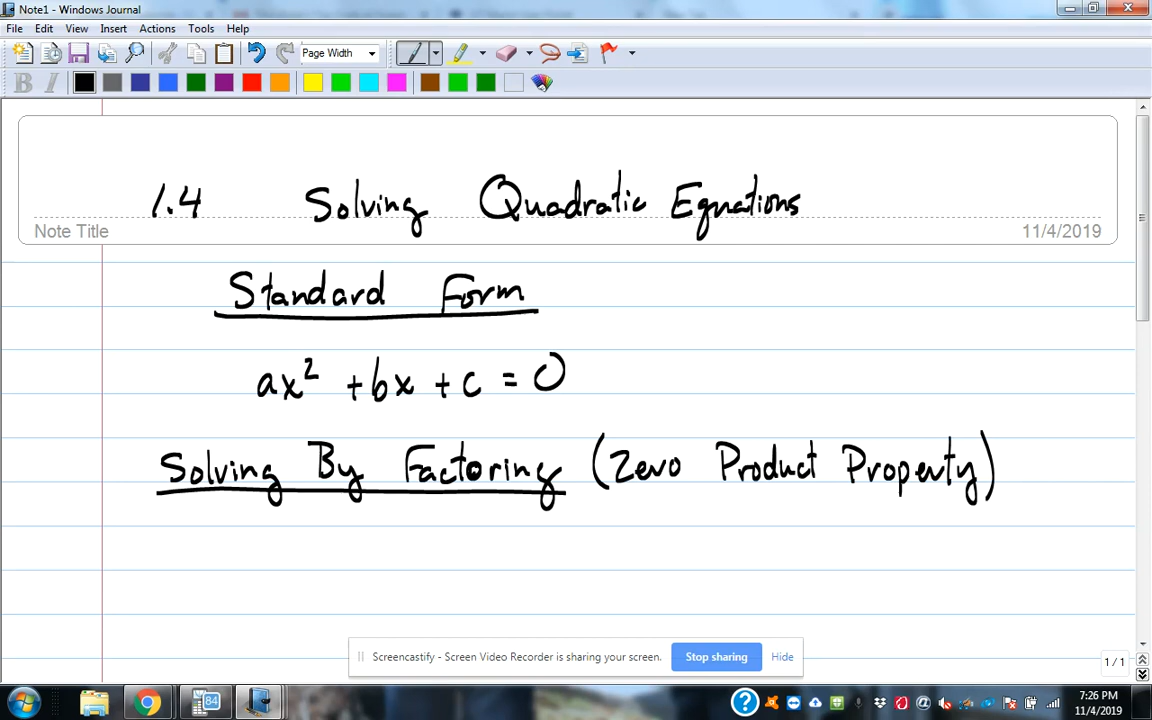 Note1 - Windows Journal
File Edit View Insert Actions Tools Help
Page Width
B I
1.4 Solving Quadratic Equations
Note Title 11/4/2019
Standard Form
ax² + bx + c = 0
Solving By Factoring (Zero Product Property)
Screencastify - Screen Video Recorder is sharing your screen. Stop sharing Hide
1 / 1
84
7:26 PM
11/4/2019